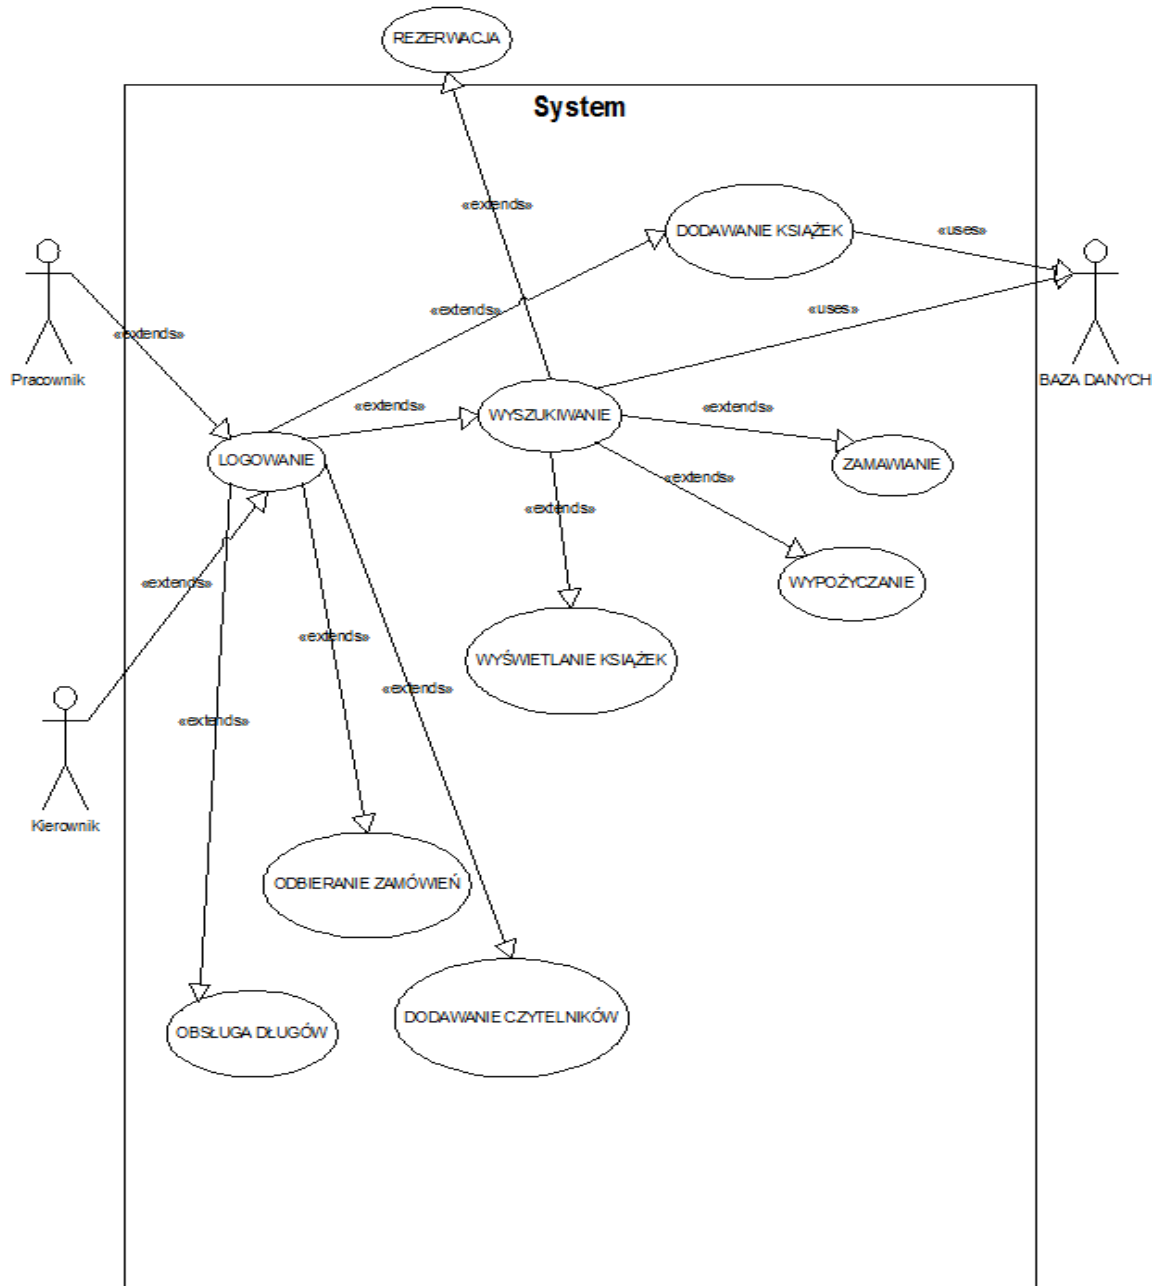 REZERWACJA
System
«extends»
DODAWANIE KSIĄŻEK
«uses»
«extends»
«uses»
«extends»
Pracownik
BAZA DANYCH
«extends»
WYSZUKIWANIE
«extends»
LOGOWANIE
ZAMAWIANIE
«extends»
«extends»
«extends»
WYPOŻYCZANIE
«extends»
WYŚWIETLANIE KSIĄŻEK
«extends»
«extends»
Kierownik
ODBIERANIE ZAMÓWIEŃ
DODAWANIE CZYTELNIKÓW
OBSŁUGA DŁUGÓW